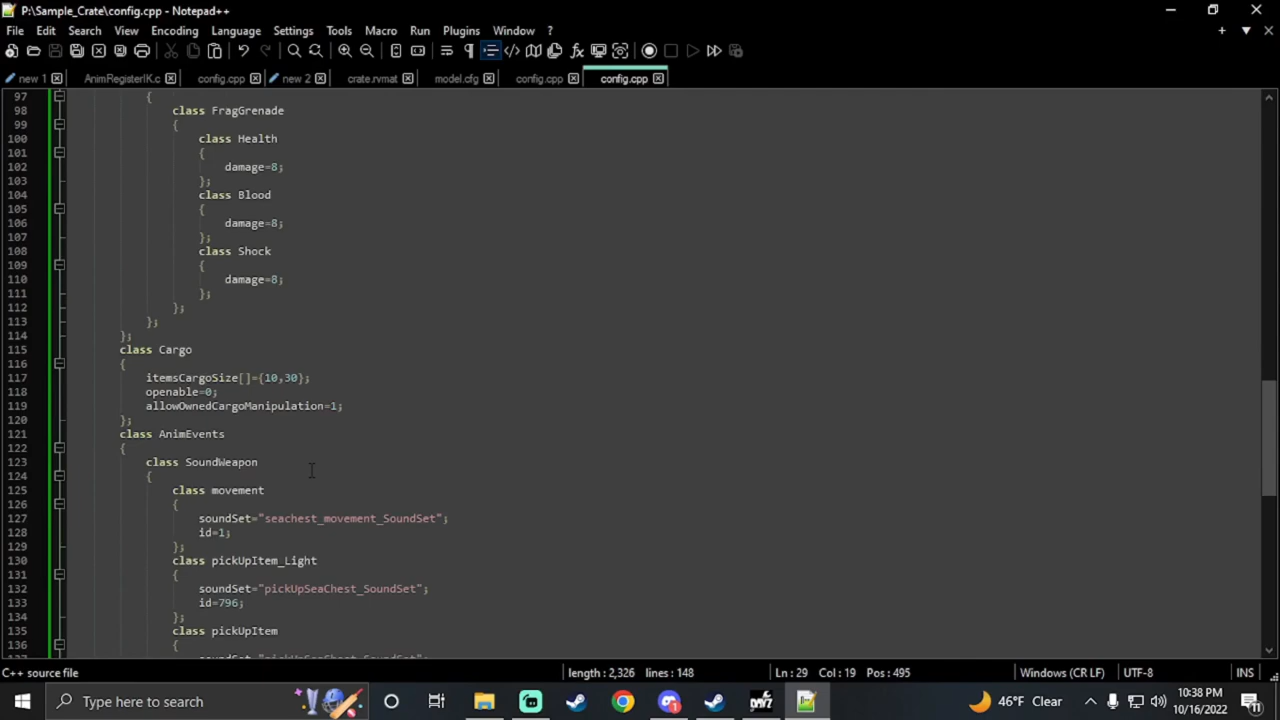 P:\Sample_Crate\config.cpp - Notepad++
File Edit Search View Encoding Language Settings Tools Macro Run Plugins Window ?
new 1 AnimRegisterIK.c config.cpp new 2 crate.rvmat model.cfg config.cpp config.cpp
97 {
98 class FragGrenade
99 {
100 class Health
101 {
102 damage=8;
103 };
104 class Blood
105 {
106 damage=8;
107 };
108 class Shock
109 {
110 damage=8;
111 };
112 };
113 };
114 };
115 class Cargo
116 {
117 itemsCargoSize[]={10,30};
118 openable=0;
119 allowOwnedCargoManipulation=1;
120 };
121 class AnimEvents
122 {
123 class SoundWeapon
124 {
125 class movement
126 {
127 soundSet="seachest_movement_SoundSet";
128 id=1;
129 };
130 class pickUpItem_Light
131 {
132 soundSet="pickUpSeaChest_SoundSet";
133 id=796;
134 };
135 class pickUpItem
136 {
137 soundSet="pickUpSeaChest_SoundSet";
C++ source file length : 2,326 lines : 148 Ln : 29 Col : 19 Pos : 495 Windows (CR LF) UTF-8 INS
Type here to search 46°F Clear 10:38 PM
10/16/2022